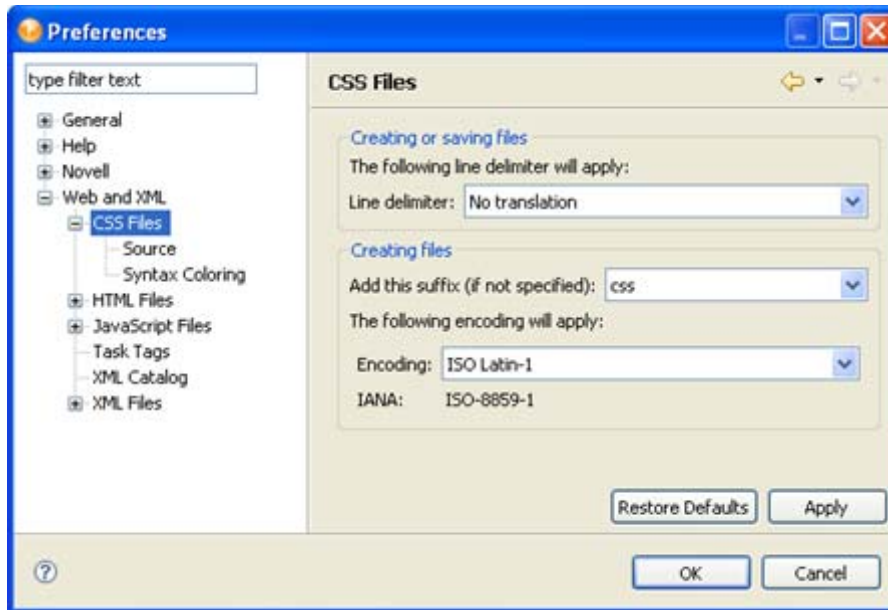 Preferences
type filter text
General
Help
Novell
Web and XML
CSS Files
Source
Syntax Coloring
HTML Files
JavaScript Files
Task Tags
XML Catalog
XML Files
CSS Files
Creating or saving files
The following line delimiter will apply:
Line delimiter: No translation
Creating files
Add this suffix (if not specified): css
The following encoding will apply:
Encoding: ISO Latin-1
IANA: ISO-8859-1
Restore Defaults Apply
? OK Cancel